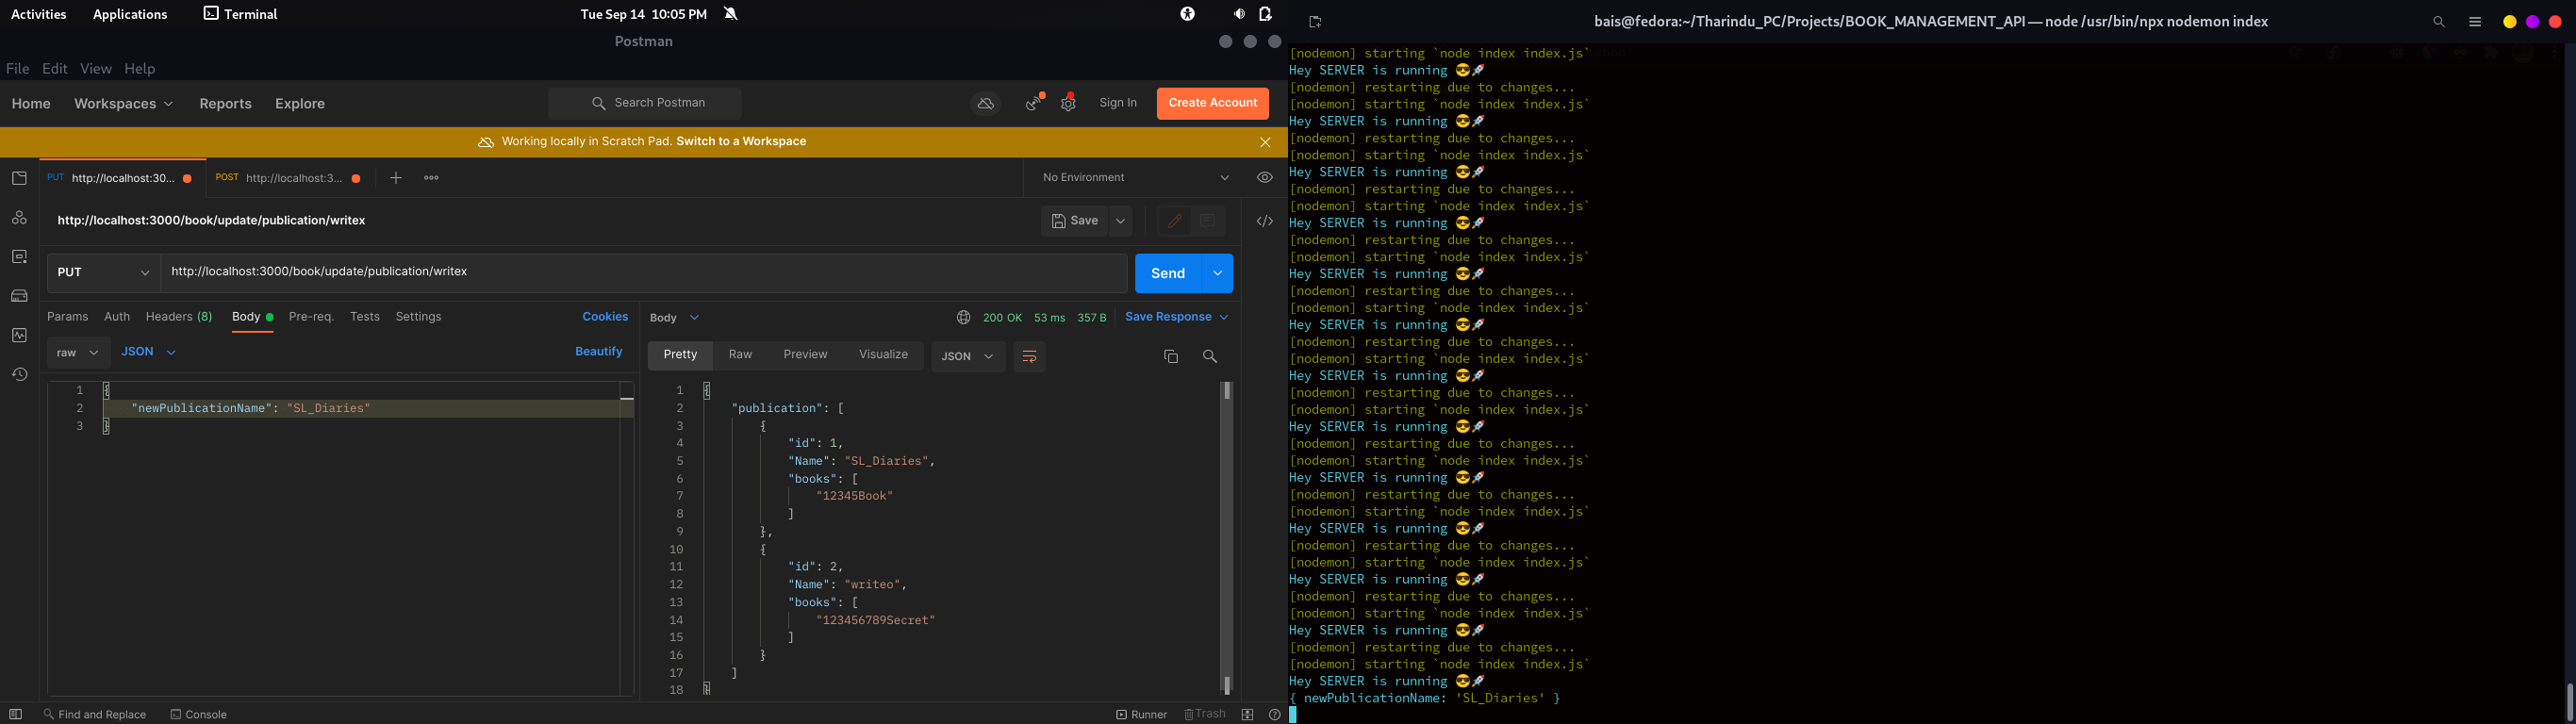 Activities Applications Terminal Tue Sep 14 10:05 PM
Postman
File Edit View Help
Home Workspaces Reports Explore Search Postman Sign In Create Account
Working locally in Scratch Pad. Switch to a Workspace
PUT http://localhost:30... POST http://localhost:3... No Environment
http://localhost:3000/book/update/publication/writex Save
PUT http://localhost:3000/book/update/publication/writex Send
Params Auth Headers (8) Body Pre-req. Tests Settings Cookies
raw JSON Beautify
1 {
2 "newPublicationName": "SL_Diaries"
3 }
Body 200 OK 53 ms 357 B Save Response
Pretty Raw Preview Visualize JSON
1 {
2 "publication": [
3 {
4 "id": 1,
5 "Name": "SL_Diaries",
6 "books": [
7 "12345Book"
8 ]
9 },
10 {
11 "id": 2,
12 "Name": "writeo",
13 "books": [
14 "123456789Secret"
15 ]
16 }
17 ]
18 }
Find and Replace Console Runner Trash
bais@fedora:~/Tharindu_PC/Projects/BOOK_MANAGEMENT_API — node /usr/bin/npx nodemon index
[nodemon] starting `node index index.js`
Hey SERVER is running 😎🚀
[nodemon] restarting due to changes...
[nodemon] starting `node index index.js`
Hey SERVER is running 😎🚀
[nodemon] restarting due to changes...
[nodemon] starting `node index index.js`
Hey SERVER is running 😎🚀
[nodemon] restarting due to changes...
[nodemon] starting `node index index.js`
Hey SERVER is running 😎🚀
[nodemon] restarting due to changes...
[nodemon] starting `node index index.js`
Hey SERVER is running 😎🚀
[nodemon] restarting due to changes...
[nodemon] starting `node index index.js`
Hey SERVER is running 😎🚀
[nodemon] restarting due to changes...
[nodemon] starting `node index index.js`
Hey SERVER is running 😎🚀
[nodemon] restarting due to changes...
[nodemon] starting `node index index.js`
Hey SERVER is running 😎🚀
[nodemon] restarting due to changes...
[nodemon] starting `node index index.js`
Hey SERVER is running 😎🚀
[nodemon] restarting due to changes...
[nodemon] starting `node index index.js`
Hey SERVER is running 😎🚀
[nodemon] restarting due to changes...
[nodemon] starting `node index index.js`
Hey SERVER is running 😎🚀
[nodemon] restarting due to changes...
[nodemon] starting `node index index.js`
Hey SERVER is running 😎🚀
[nodemon] restarting due to changes...
[nodemon] starting `node index index.js`
Hey SERVER is running 😎🚀
{ newPublicationName: 'SL_Diaries' }